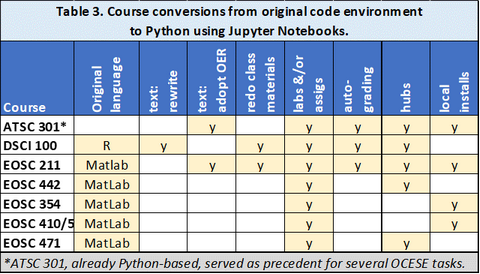 Table 3. Course conversions from original code environment
to Python using Jupyter Notebooks.
Course Original language text: rewrite text: adopt OER redo class materials labs &/or assigs auto-grading hubs local installs
ATSC 301* y y y y y
DSCI 100 R y y y y y
EOSC 211 Matlab y y y y y y
EOSC 442 MatLab y y
EOSC 354 MatLab y y
EOSC 410/5 MatLab y y
EOSC 471 MatLab y y
*ATSC 301, already Python-based, served as precedent for several OCESE tasks.